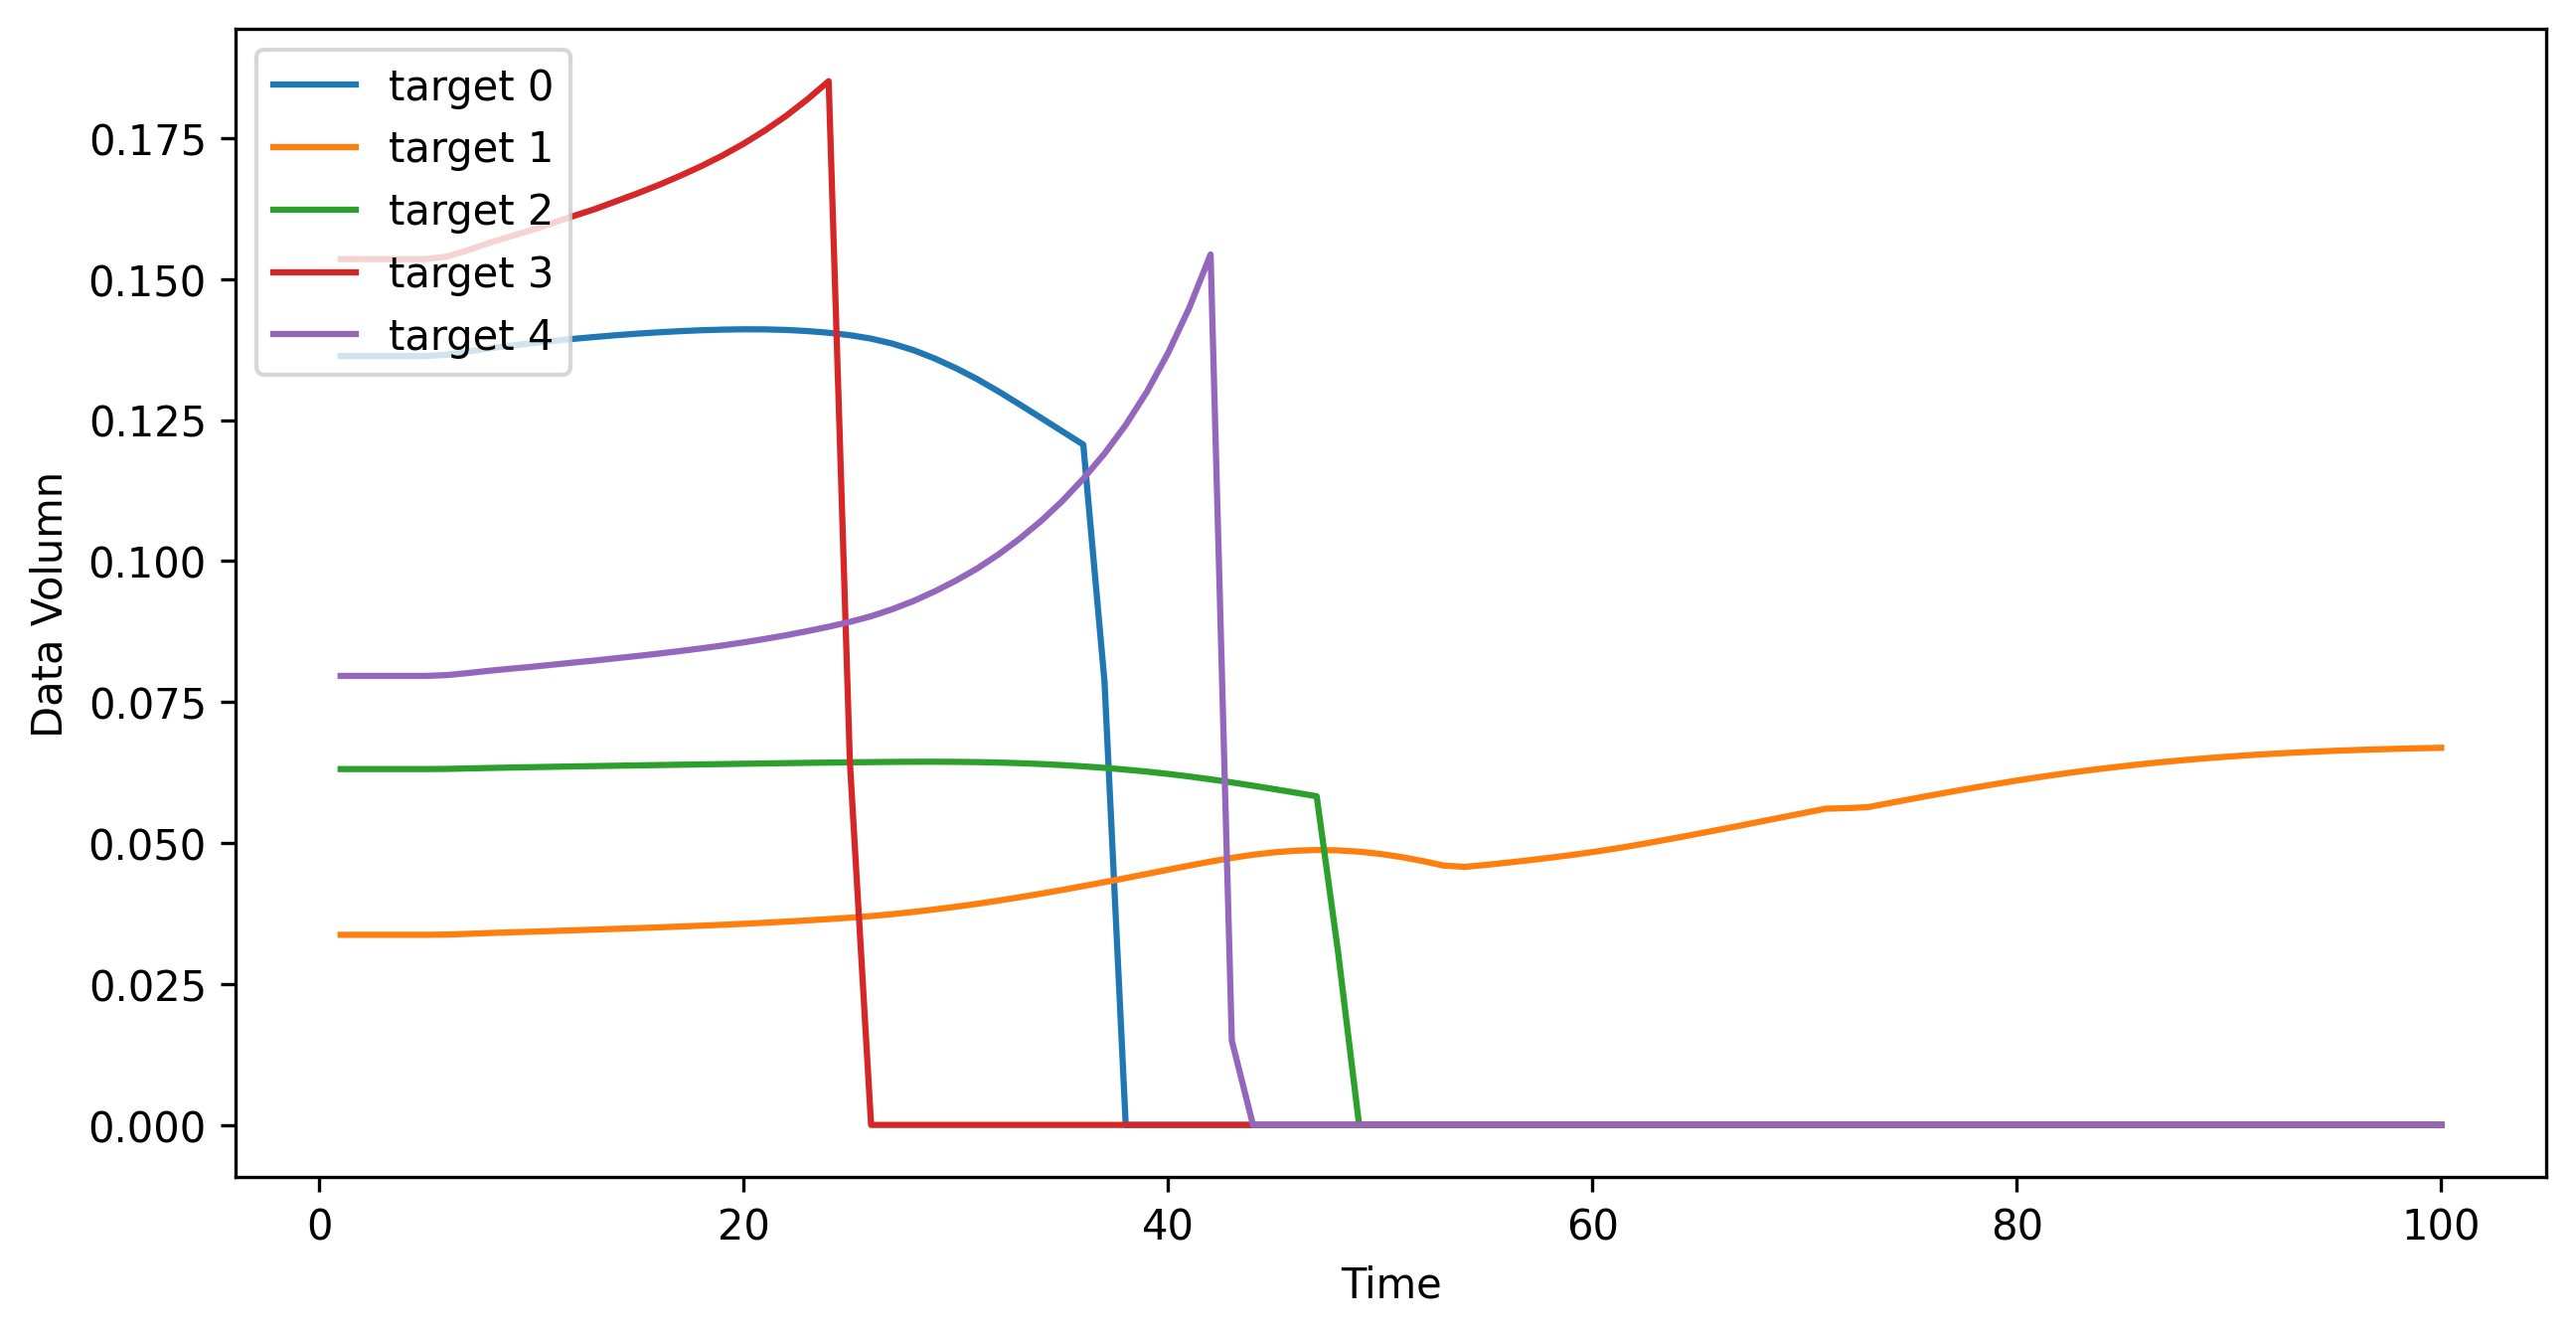 target 0
target 1
target 2
target 3
target 4
0.175
0.150
0.125
0.100
0.075
0.050
0.025
0.000
Data Volumn
0 20 40 60 80 100
Time